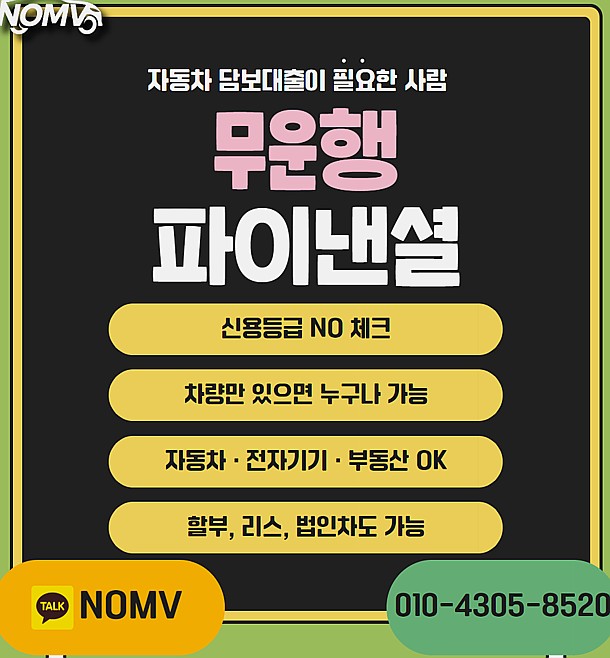 NOMV
자동차 담보대출이 필요한 사람
무운행
파이낸셜
신용등급 NO 체크
차량만 있으면 누구나 가능
자동차 · 전자기기 · 부동산 OK
할부, 리스, 법인차도 가능
TALK NOMV
010-4305-8520